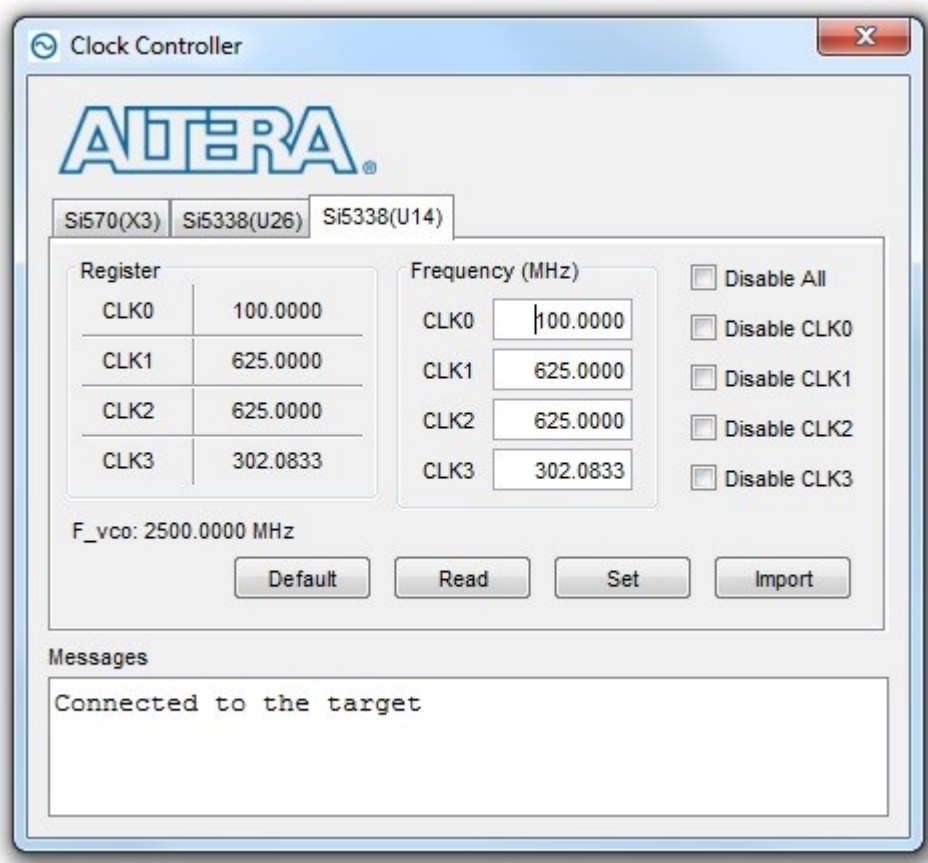 Clock Controller
ALTERA®
Si570(X3) Si5338(U26) Si5338(U14)
Register
CLK0 100.0000
CLK1 625.0000
CLK2 625.0000
CLK3 302.0833
Frequency (MHz)
CLK0 100.0000
CLK1 625.0000
CLK2 625.0000
CLK3 302.0833
Disable All
Disable CLK0
Disable CLK1
Disable CLK2
Disable CLK3
F_vco: 2500.0000 MHz
Default Read Set Import
Messages
Connected to the target